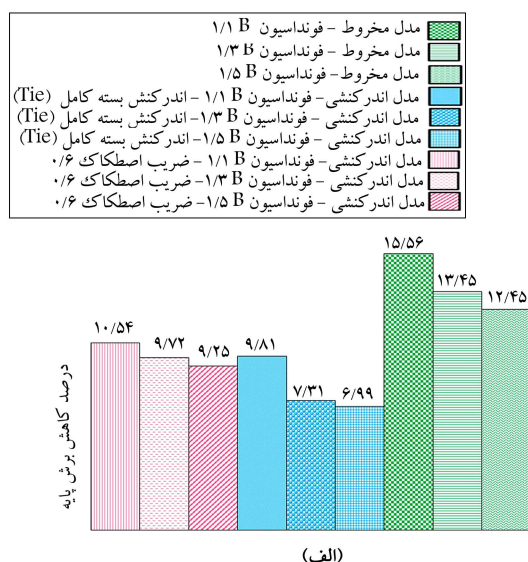 مدل مخروط - فونداسیون ۱/۱ B
مدل مخروط - فونداسیون ۱/۳ B
مدل مخروط- فونداسیون ۱/۵ B
مدل اندرکنشی- فونداسیون ۱/۱ B - اندرکنش بسته کامل (Tie)
مدل اندرکنشی- فونداسیون ۱/۳ B- اندرکنش بسته کامل (Tie)
مدل اندرکنشی- فونداسیون ۱/۵ B- اندرکنش بسته کامل (Tie)
مدل اندرکنشی- فونداسیون ۱/۱ B - ضریب اصطکاک ۰/۶
مدل اندرکنشی - فونداسیون ۱/۳ B- ضریب اصطکاک ۰/۶
مدل اندرکنشی - فونداسیون ۱/۵ B- ضریب اصطکاک ۰/۶
درصد کاهش برش پایه
۱۰/۵۴
۹/۷۲
۹/۲۵
۹/۸۱
۷/۳۱
۶/۹۹
۱۵/۵۶
۱۳/۴۵
۱۲/۴۵
(الف)